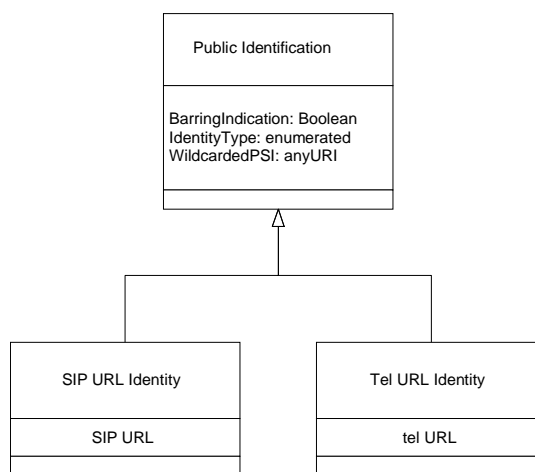 Public Identification
BarringIndication: Boolean
IdentityType: enumerated
WildcardedPSI: anyURI
SIP URL Identity
Tel URL Identity
SIP URL
tel URL